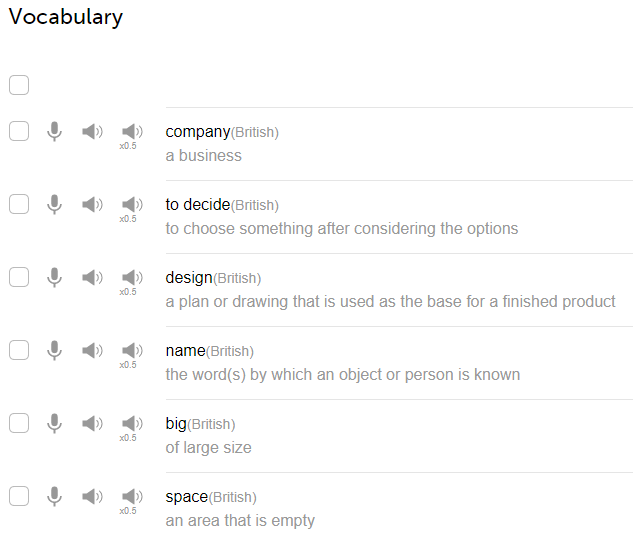 Vocabulary
company(British)
x0.5
a business
to decide(British)
x0.5
to choose something after considering the options
design(British)
x0.5
a plan or drawing that is used as the base for a finished product
name(British)
x0.5
the word(s) by which an object or person is known
big(British)
x0.5
of large size
space(British)
x0.5
an area that is empty